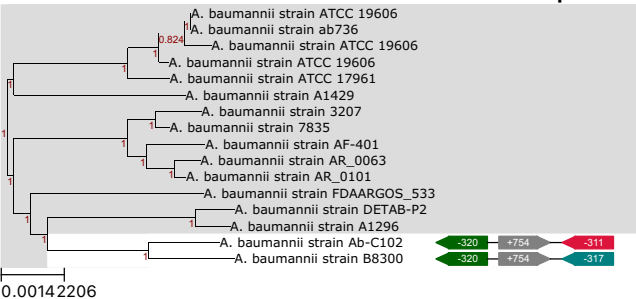 A. baumannii strain ATCC 19606
1
A. baumannii strain ab736
0.824
A. baumannii strain ATCC 19606
A. baumannii strain ATCC 19606
1
A. baumannii strain ATCC 17961
1
A. baumannii strain A1429
A. baumannii strain 3207
1
A. baumannii strain 7835
1
1
A. baumannii strain AF-401
1
A. baumannii strain AR_0063
1
A. baumannii strain AR_0101
1
A. baumannii strain FDAARGOS_533
A. baumannii strain DETAB-P2
1
1
A. baumannii strain A1296
1
A. baumannii strain Ab-C102 -320 +754 -311
1
A. baumannii strain B8300 -320 +754 -317
0.00142206